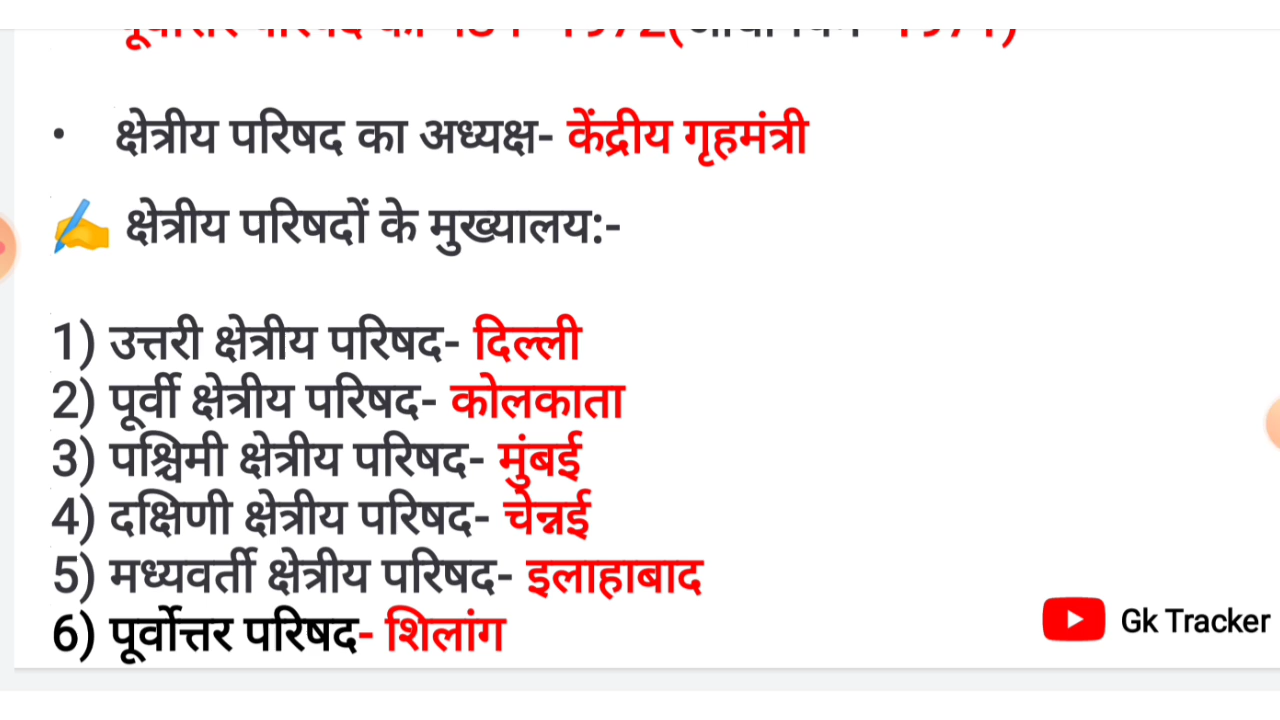 • क्षेत्रीय परिषद का अध्यक्ष- केंद्रीय गृहमंत्री
✍ क्षेत्रीय परिषदों के मुख्यालय:-
1) उत्तरी क्षेत्रीय परिषद- दिल्ली
2) पूर्वी क्षेत्रीय परिषद- कोलकाता
3) पश्चिमी क्षेत्रीय परिषद- मुंबई
4) दक्षिणी क्षेत्रीय परिषद- चेन्नई
5) मध्यवर्ती क्षेत्रीय परिषद- इलाहाबाद
6) पूर्वोत्तर परिषद- शिलांग
Gk Tracker